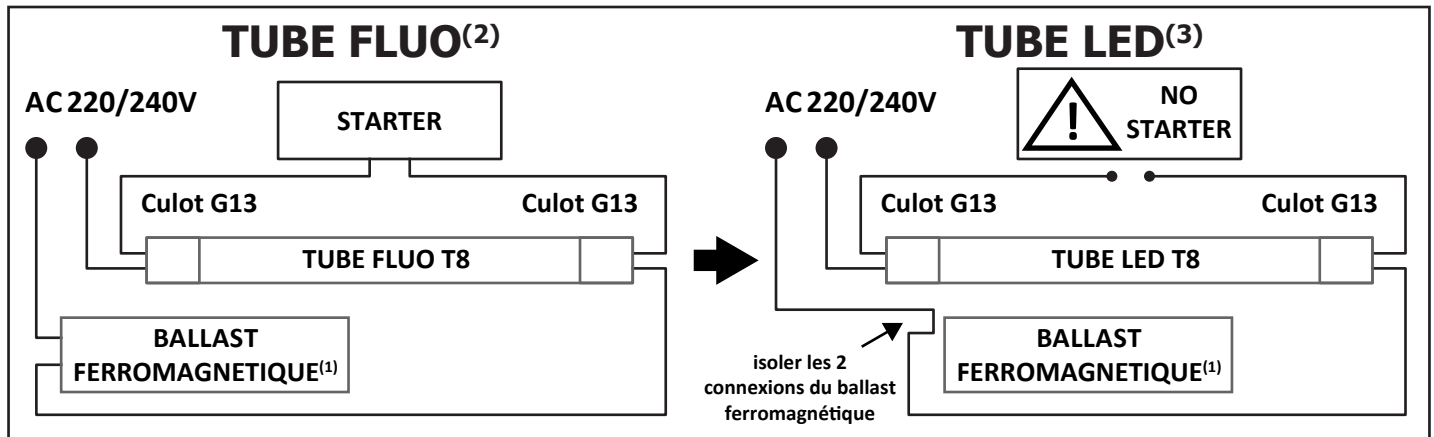 TUBE FLUO(2)
AC 220/240V
STARTER
Culot G13
Culot G13
TUBE FLUO T8
BALLAST
FERROMAGNETIQUE(1)
TUBE LED(3)
AC 220/240V
!
NO
STARTER
Culot G13
Culot G13
TUBE LED T8
isoler les 2
connexions du ballast
ferromagnétique
BALLAST
FERROMAGNETIQUE(1)